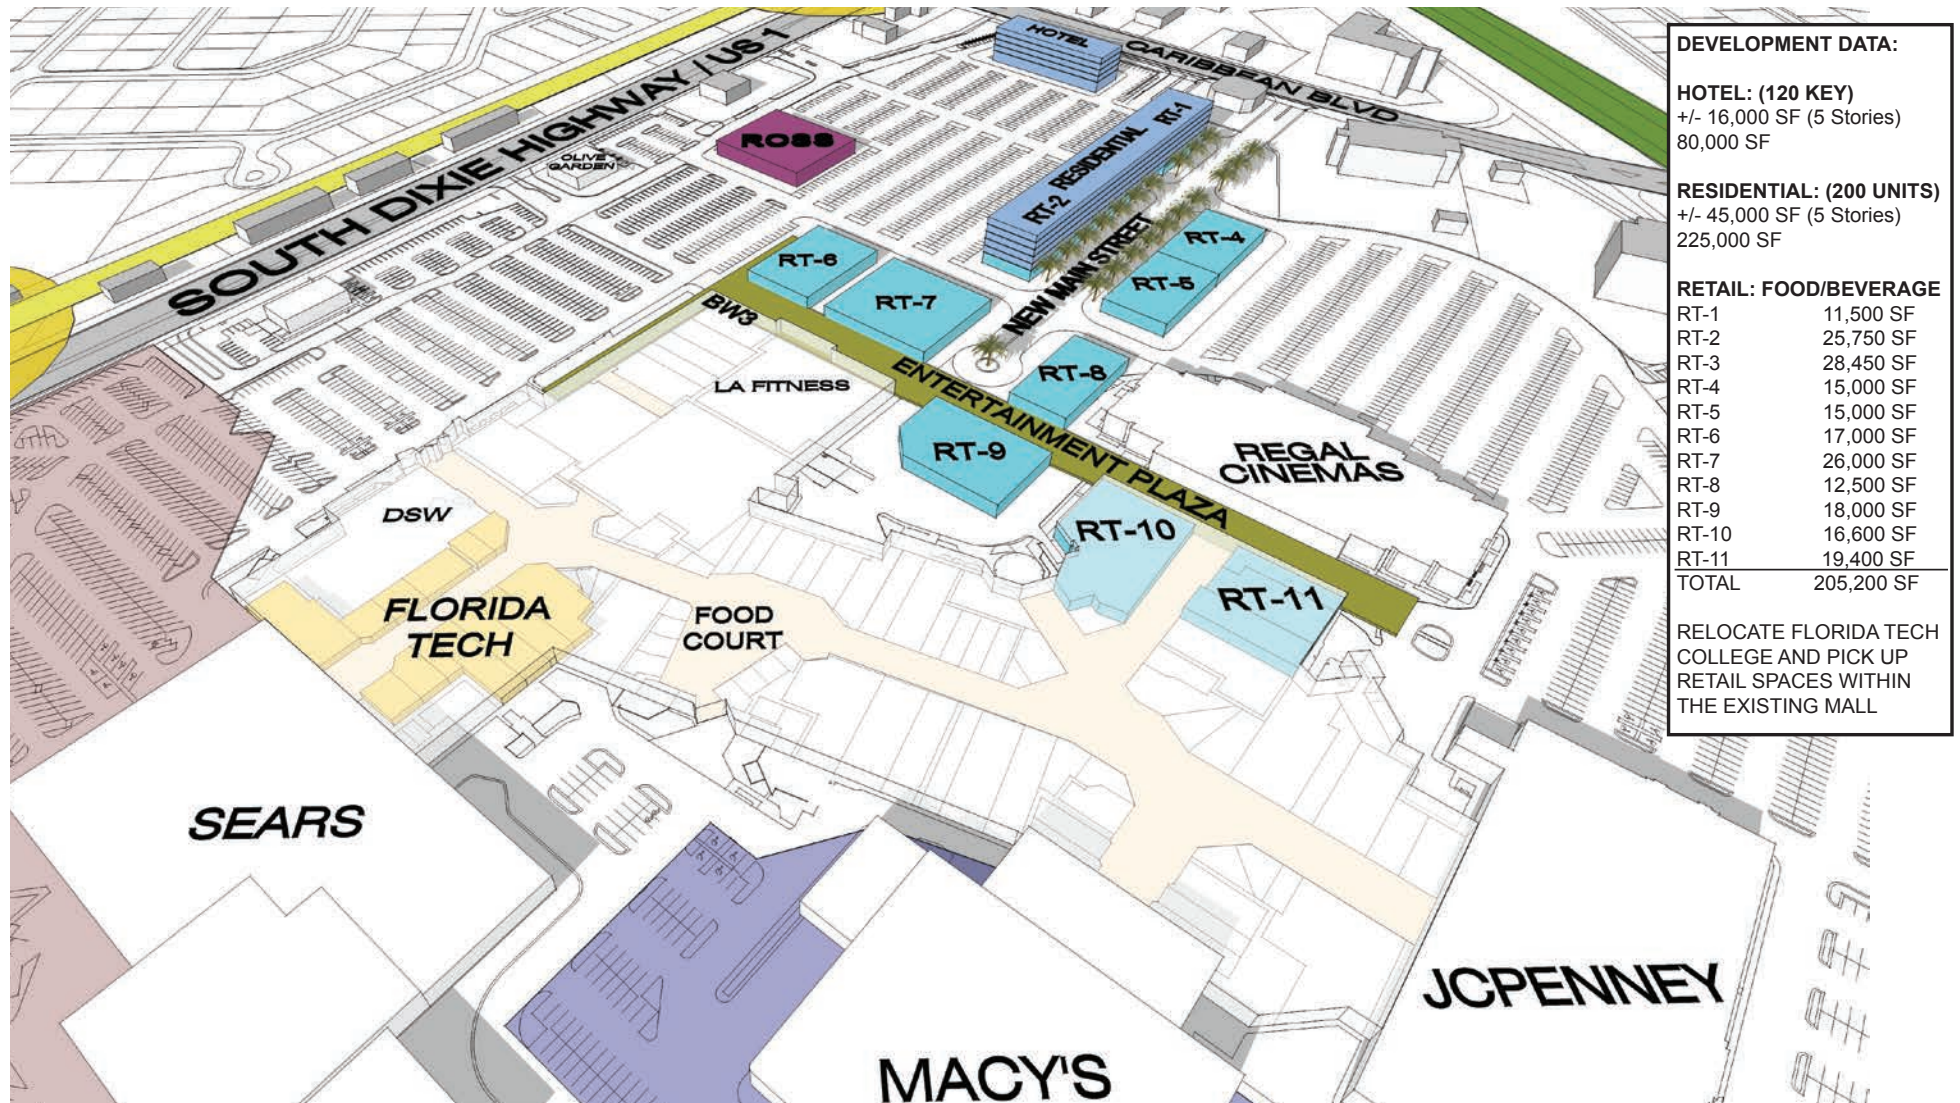 HOTEL
CARIBBEAN BLVD
SOUTH DIXIE HIGHWAY / US 1
ROSS
OLIVE
GARDEN
RT-2 RESIDENTIAL RT-1
NEW MAIN STREET
RT-4
RT-5
RT-6
RT-7
BW3
LA FITNESS
ENTERTAINMENT PLAZA
RT-8
RT-9
REGAL
CINEMAS
RT-10
RT-11
DSW
FLORIDA
TECH
FOOD
COURT
SEARS
MACY'S
JCPENNEY
DEVELOPMENT DATA:
HOTEL: (120 KEY)
+/- 16,000 SF (5 Stories)
80,000 SF
RESIDENTIAL: (200 UNITS)
+/- 45,000 SF (5 Stories)
225,000 SF
RETAIL: FOOD/BEVERAGE
RT-1 11,500 SF
RT-2 25,750 SF
RT-3 28,450 SF
RT-4 15,000 SF
RT-5 15,000 SF
RT-6 17,000 SF
RT-7 26,000 SF
RT-8 12,500 SF
RT-9 18,000 SF
RT-10 16,600 SF
RT-11 19,400 SF
TOTAL 205,200 SF
RELOCATE FLORIDA TECH
COLLEGE AND PICK UP
RETAIL SPACES WITHIN
THE EXISTING MALL